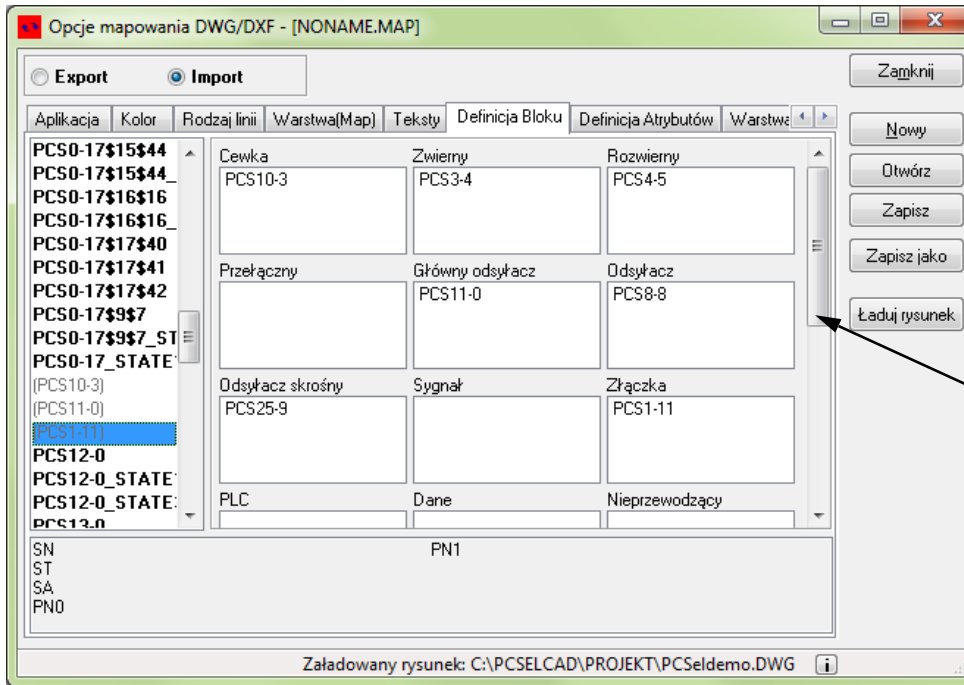 Opcje mapowania DWG/DXF - [NONAME.MAP]
Export Import
Zamknij
Aplikacja Kolor Rodzaj linii Warstwa(Map) Teksty Definicja Bloku Definicja Atrybutów Warstwa
Nowy
Otwórz
Zapisz
Zapisz jako
Ładuj rysunek
PCS0-17$15$44
PCS0-17$15$44_
PCS0-17$16$16
PCS0-17$16$16_
PCS0-17$17$40
PCS0-17$17$41
PCS0-17$17$42
PCS0-17$9$7
PCS0-17$9$7_ST
PCS0-17_STATE
(PCS10-3)
(PCS11-0)
(PCS1-11)
PCS12-0
PCS12-0_STATE
PCS12-0_STATE
PCS13-0
Cewka Zwierny Rozwierny
PCS10-3 PCS3-4 PCS4-5
Przełączny Główny odsyłacz Odsyłacz
PCS11-0 PCS8-8
Odsyłacz skrośny Sygnał Złączka
PCS25-9 PCS1-11
PLC Dane Nieprzewodzący
SN PN1
ST
SA
PN0
Załadowany rysunek: C:\PCSELCAD\PROJEKT\PCSeldemo.DWG i